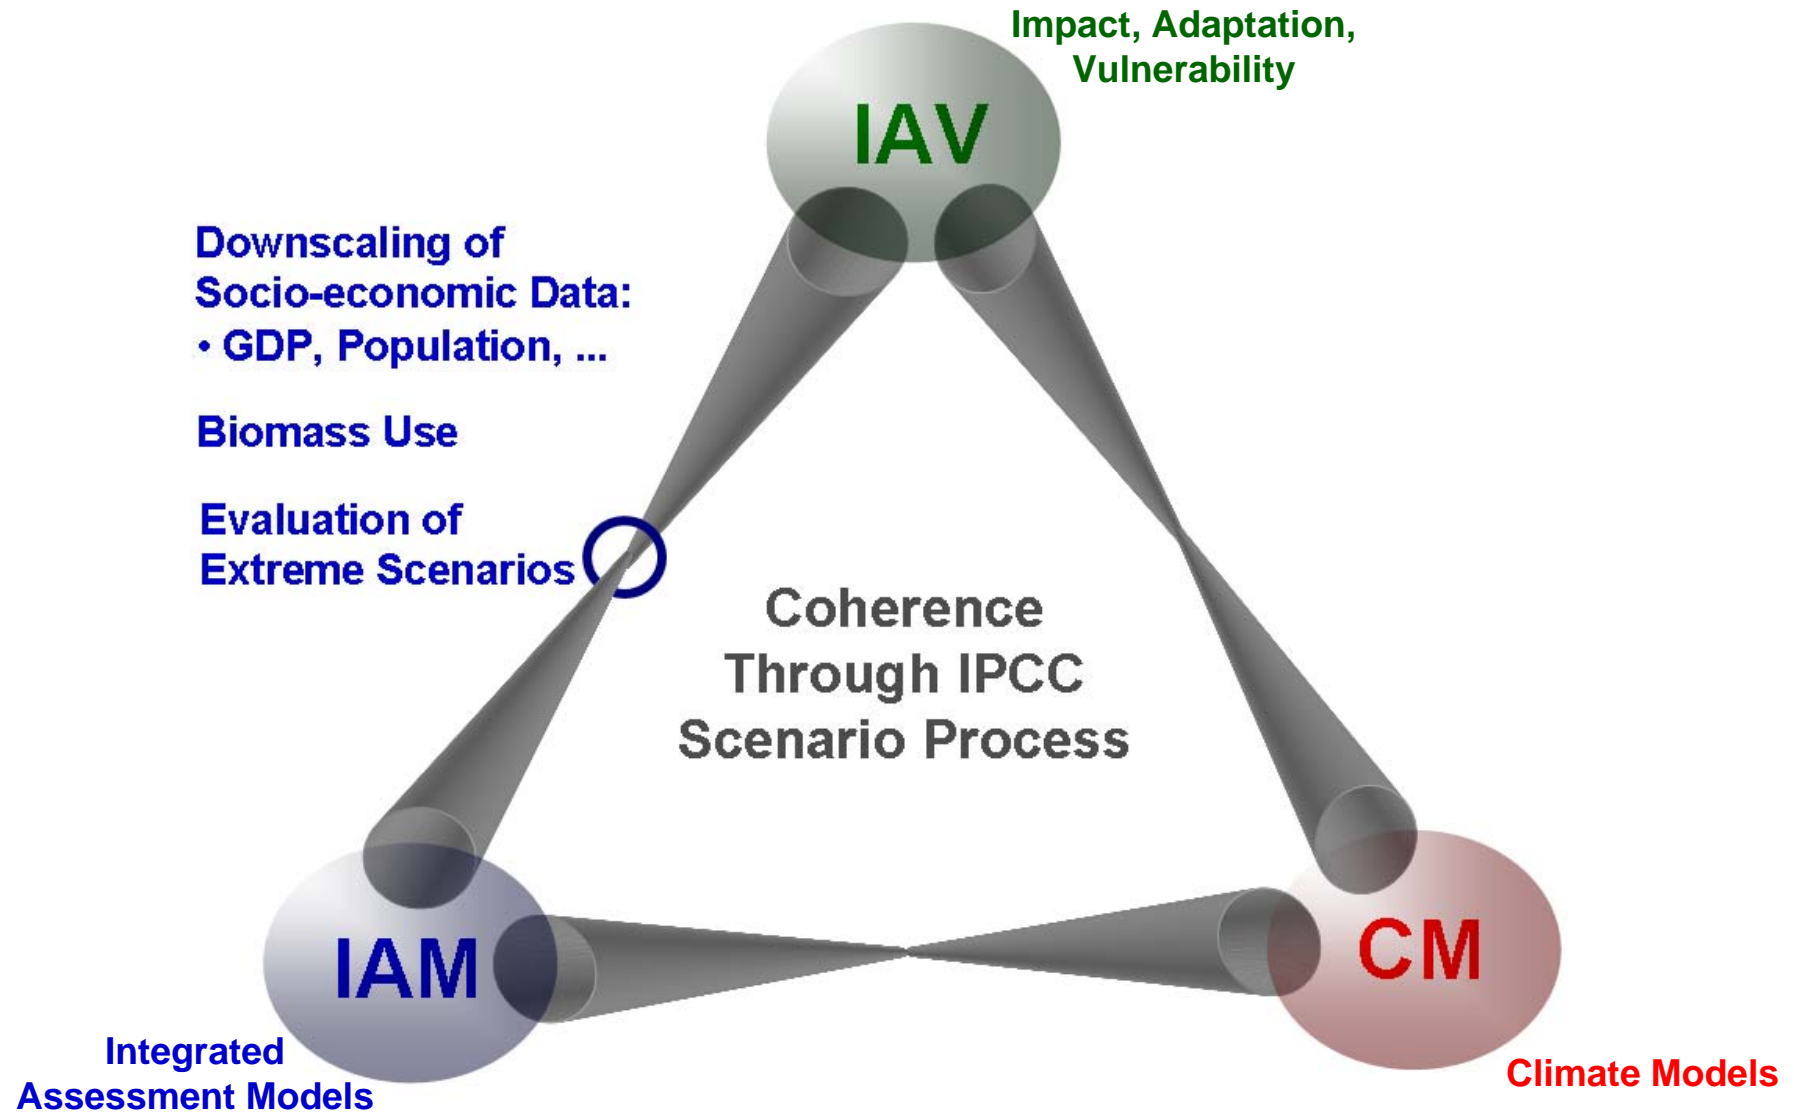 Impact, Adaptation,
Vulnerability
IAV
Downscaling of
Socio-economic Data:
• GDP, Population, ...
Biomass Use
Evaluation of
Extreme Scenarios
Coherence
Through IPCC
Scenario Process
IAM
CM
Integrated
Assessment Models
Climate Models